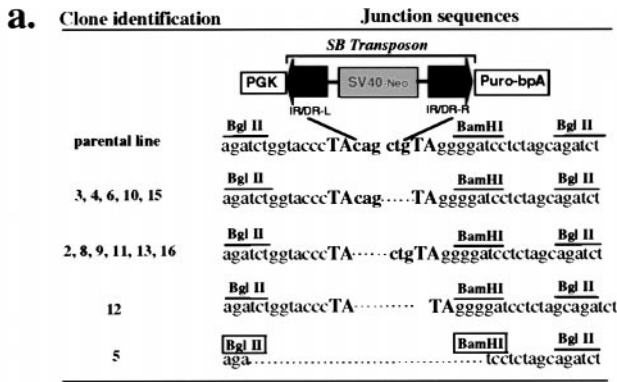 a. Clone identification Junction sequences
SB Transposon
PGK SV40-Neo Puro-bpA
IR/DR-L IR/DR-R
Bgl II BamHI Bgl II
parental line agatctggtacccTAcag ctgTAggggatcctctagcagatct
Bgl II BamHI Bgl II
3, 4, 6, 10, 15 agatctggtacccTAcag·····TAggggatcctctagcagatct
Bgl II BamHI Bgl II
2, 8, 9, 11, 13, 16 agatctggtacccTA······ctgTAggggatcctctagcagatct
Bgl II BamHI Bgl II
12 agatctggtacccTA·········· TAggggatcctctagcagatct
Bgl II BamHI Bgl II
5 aga........................................tcctctagcagatct